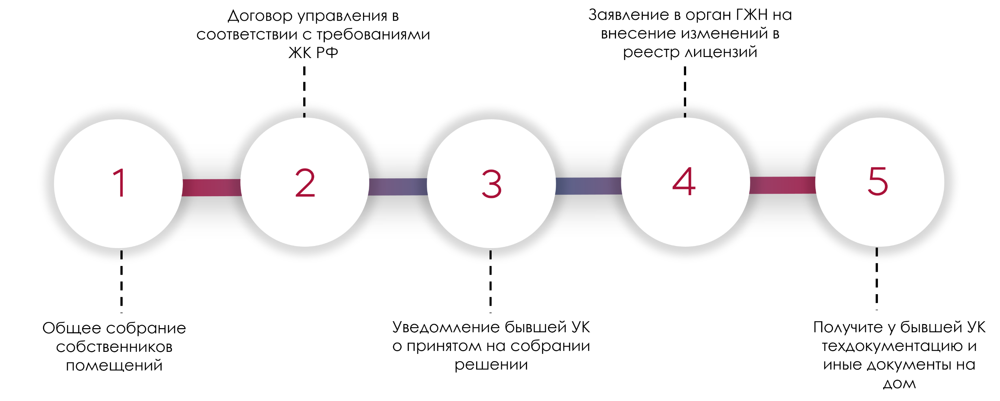 Договор управления в
соответствии с требованиями
ЖК РФ
Заявление в орган ГЖН на
внесение изменений в
реестр лицензий
1
2
3
4
5
Общее собрание
собственников
помещений
Уведомление бывшей УК
о принятом на собрании
решении
Получите у бывшей УК
техдокументацию и
иные документы на
дом